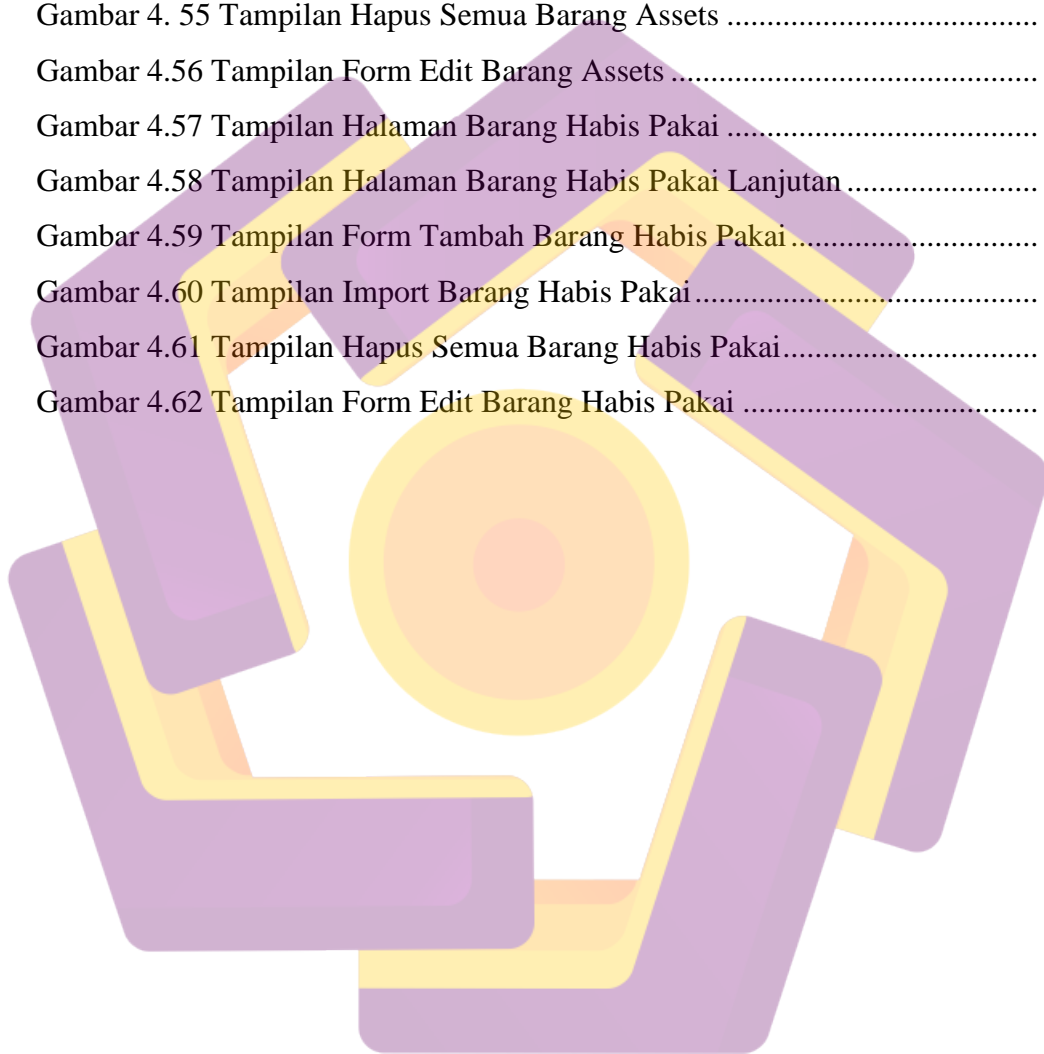 Gambar 4. 55 Tampilan Hapus Semua Barang Assets ....................................
Gambar 4.56 Tampilan Form Edit Barang Assets ...........................................
Gambar 4.57 Tampilan Halaman Barang Habis Pakai ....................................
Gambar 4.58 Tampilan Halaman Barang Habis Pakai Lanjutan ......................
Gambar 4.59 Tampilan Form Tambah Barang Habis Pakai ............................
Gambar 4.60 Tampilan Import Barang Habis Pakai ........................................
Gambar 4.61 Tampilan Hapus Semua Barang Habis Pakai .............................
Gambar 4.62 Tampilan Form Edit Barang Habis Pakai ..................................